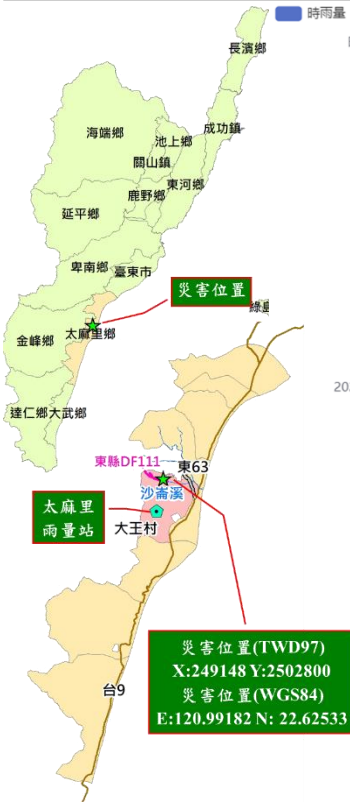 時雨量
長濱鄉
海端鄉
成功鎮
池上鄉
關山鎮
東河鄉
鹿野鄉
延平鄉
卑南鄉
臺東市
災害位置
金峰鄉
太麻里鄉
達仁鄉
大武鄉
20
東縣DF111
東63
沙崙溪
太麻里
雨量站
大王村
災害位置(TWD97)
X:249148 Y:2502800
災害位置(WGS84)
E:120.99182 N: 22.62533
台9